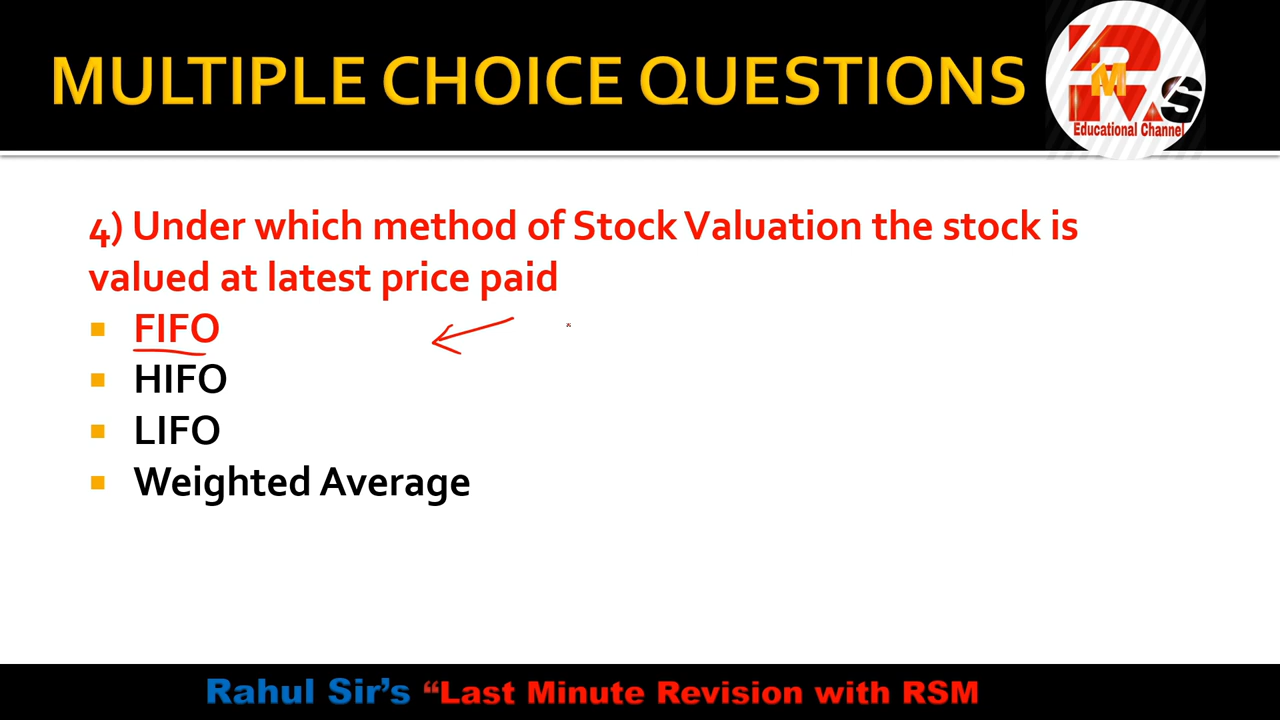 MULTIPLE CHOICE QUESTIONS
RMS
Educational Channel
4) Under which method of Stock Valuation the stock is
valued at latest price paid
FIFO
HIFO
LIFO
Weighted Average
Rahul Sir's “Last Minute Revision with RSM